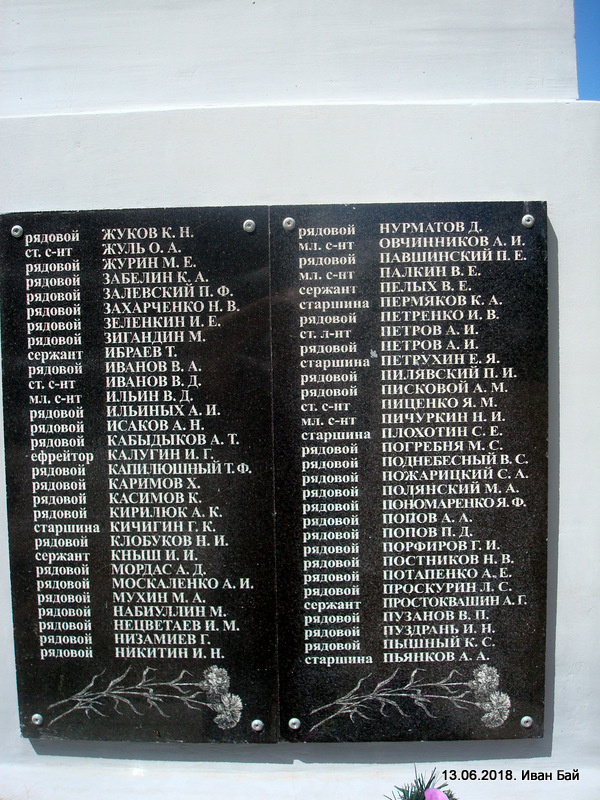 рядовой ЖУКОВ К. Н.
ст. с-нт ЖУЛЬ О. А.
рядовой ЖУРИН М. Е.
рядовой ЗАБЕЛИН К. А.
рядовой ЗАЛЕВСКИЙ П. Ф.
рядовой ЗАХАРЧЕНКО Н. В.
рядовой ЗЕЛЕНКИН И. Е.
рядовой ЗИГАНДИН М.
сержант ИБРАЕВ Т.
рядовой ИВАНОВ В. А.
ст. с-нт ИВАНОВ В. Д.
мл. с-нт ИЛЬИН В. Д.
рядовой ИЛЬИНЫХ А. И.
рядовой ИСАКОВ А. Н.
рядовой КАБЫДЫКОВ А. Т.
ефрейтор КАЛУГИН И. Г.
рядовой КАПИЛЮШНЫЙ Т. Ф.
рядовой КАРИМОВ Х.
рядовой КАСИМОВ К.
рядовой КИРИЛЮК А. К.
старшина КИЧИГИН Г. К.
рядовой КЛОБУКОВ Н. И.
сержант КНЫШ И. И.
рядовой МОРДАС А. Д.
рядовой МОСКАЛЕНКО А. И.
рядовой МУХИН М. А.
рядовой НАБИУЛЛИН М.
рядовой НЕЦВЕТАЕВ И. М.
рядовой НИЗАМИЕВ Г.
рядовой НИКИТИН И. Н.
рядовой НУРМАТОВ Д.
мл. с-нт ОВЧИННИКОВ А. И.
рядовой ПАВШИНСКИЙ П. Е.
мл. с-нт ПАЛКИН В. Е.
сержант ПЕЛЫХ В. Е.
старшина ПЕРМЯКОВ К. А.
рядовой ПЕТРЕНКО И. В.
ст. л-нт ПЕТРОВ А. И.
рядовой ПЕТРОВ А. И.
старшина ПЕТРУХИН Е. Я.
рядовой ПИЛЯВСКИЙ П. И.
рядовой ПИСКОВОЙ А. М.
ст. с-нт ПИЦЕНКО Я. М.
мл. с-нт ПИЧУРКИН Н. И.
старшина ПЛОХОТИН С. Е.
рядовой ПОГРЕБНЯ М. С.
рядовой ПОДНЕБЕСНЫЙ В. С.
рядовой ПОЖАРИЦКИЙ С. А.
рядовой ПОЛЯНСКИЙ М. А.
рядовой ПОНОМАРЕНКО Я. Ф.
рядовой ПОПОВ А. А.
рядовой ПОПОВ П. Д.
рядовой ПОРФИРОВ Г. И.
рядовой ПОСТНИКОВ Н. В.
рядовой ПОТАПЕНКО А. Е.
рядовой ПРОСКУРИН Л. С.
сержант ПРОСТОКВАШИН А. Г.
рядовой ПУЗАНОВ В. П.
рядовой ПУЗДРАНЬ И. Н.
рядовой ПЫШНЫЙ К. С.
старшина ПЬЯНКОВ А. А.
13.06.2018. Иван Бай